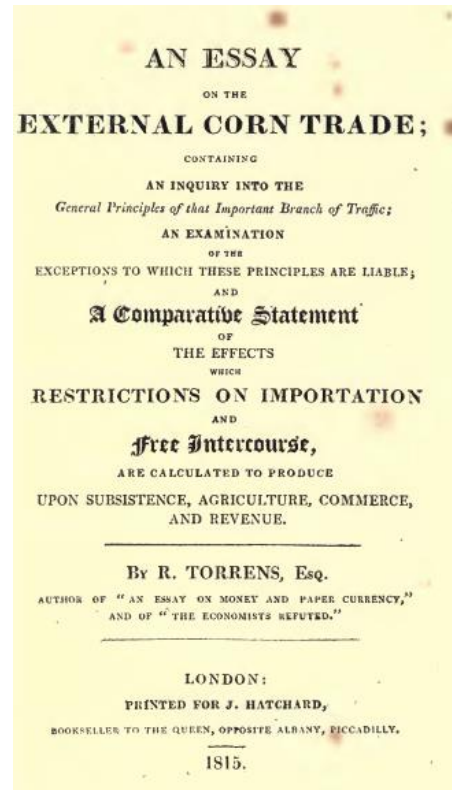 AN ESSAY
ON THE
EXTERNAL CORN TRADE;
CONTAINING
AN INQUIRY INTO THE
General Principles of that Important Branch of Traffic;
AN EXAMINATION
OF THE
EXCEPTIONS TO WHICH THESE PRINCIPLES ARE LIABLE;
AND
A Comparative Statement
OF
THE EFFECTS
WHICH
RESTRICTIONS ON IMPORTATION
AND
Free Intercourse,
ARE CALCULATED TO PRODUCE
UPON SUBSISTENCE, AGRICULTURE, COMMERCE,
AND REVENUE.
BY R. TORRENS, ESQ.
AUTHOR OF "AN ESSAY ON MONEY AND PAPER CURRENCY,"
AND OF "THE ECONOMISTS REFUTED."
LONDON:
PRINTED FOR J. HATCHARD,
BOOKSELLER TO THE QUEEN, OPPOSITE ALBANY, PICCADILLY.
1815.